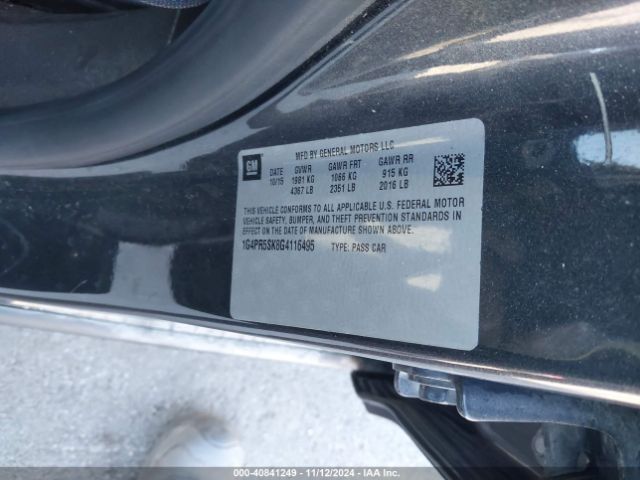 GM
MFD BY GENERAL MOTORS LLC
DATE GVWR GAWR FRT GAWR RR
10/15 1981 KG 1066 KG 915 KG
4367 LB 2351 LB 2016 LB
THIS VEHICLE CONFORMS TO ALL APPLICABLE U.S. FEDERAL MOTOR
VEHICLE SAFETY, BUMPER, AND THEFT PREVENTION STANDARDS IN
EFFECT ON THE DATE OF MANUFACTURE SHOWN ABOVE.
1G4PR5SK8G4116495 TYPE: PASS CAR
000-40841249 - 11/12/2024 - IAA Inc.